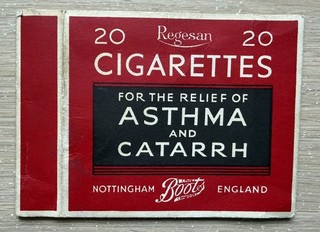 20 Regesan 20
CIGARETTES
FOR THE RELIEF OF
ASTHMA
AND
CATARRH
NOTTINGHAM Boots ENGLAND